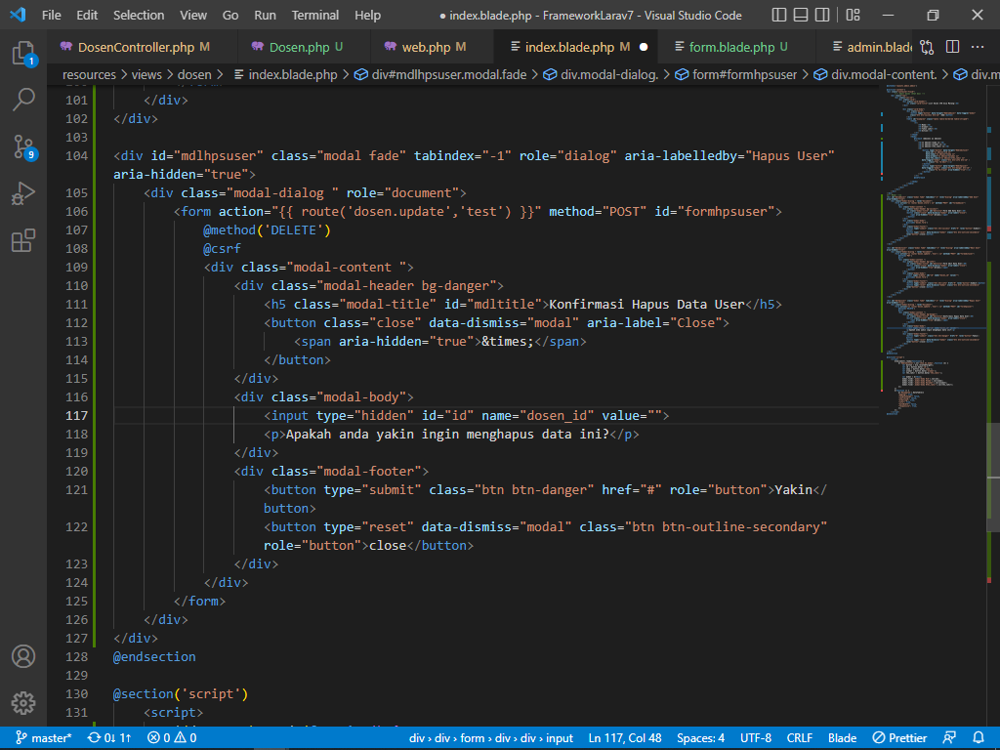 File Edit Selection View Go Run Terminal Help ● index.blade.php - FrameworkLarav7 - Visual Studio Code
DosenController.php M Dosen.php U web.php M index.blade.php M ● form.blade.php U admin.blade
resources > views > dosen > index.blade.php > div#mdlhpsuser.modal.fade > div.modal-dialog. > form#formhpsuser > div.modal-content. > div.m
1
9
101 </div>
102 </div>
103
104 <div id="mdlhpsuser" class="modal fade" tabindex="-1" role="dialog" aria-labelledby="Hapus User"
aria-hidden="true">
105 <div class="modal-dialog " role="document">
106 <form action="{{ route('dosen.update','test') }}" method="POST" id="formhpsuser">
107 @method('DELETE')
108 @csrf
109 <div class="modal-content ">
110 <div class="modal-header bg-danger">
111 <h5 class="modal-title" id="mdltitle">Konfirmasi Hapus Data User</h5>
112 <button class="close" data-dismiss="modal" aria-label="Close">
113 <span aria-hidden="true">&times;</span>
114 </button>
115 </div>
116 <div class="modal-body">
117 <input type="hidden" id="id" name="dosen_id" value="">
118 <p>Apakah anda yakin ingin menghapus data ini?</p>
119 </div>
120 <div class="modal-footer">
121 <button type="submit" class="btn btn-danger" href="#" role="button">Yakin</
button>
122 <button type="reset" data-dismiss="modal" class="btn btn-outline-secondary"
role="button">close</button>
123 </div>
124 </div>
125 </form>
126 </div>
127 </div>
128 @endsection
129
130 @section('script')
131 <script>
master* 0↓ 1↑ 0 0 div › div › form › div › div › input Ln 117, Col 48 Spaces: 4 UTF-8 CRLF Blade Prettier